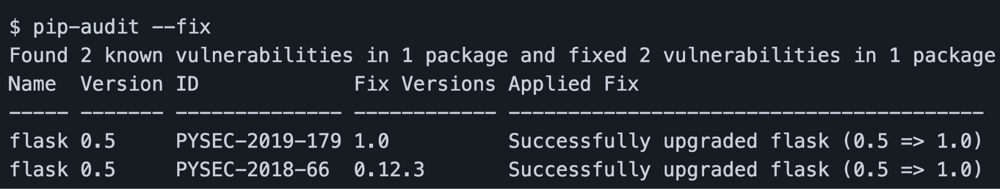 $ pip-audit --fix
Found 2 known vulnerabilities in 1 package and fixed 2 vulnerabilities in 1 package
Name  Version ID             Fix Versions Applied Fix
----- ------- -------------- ------------ ----------------------------------------
flask 0.5     PYSEC-2019-179 1.0          Successfully upgraded flask (0.5 => 1.0)
flask 0.5     PYSEC-2018-66  0.12.3       Successfully upgraded flask (0.5 => 1.0)